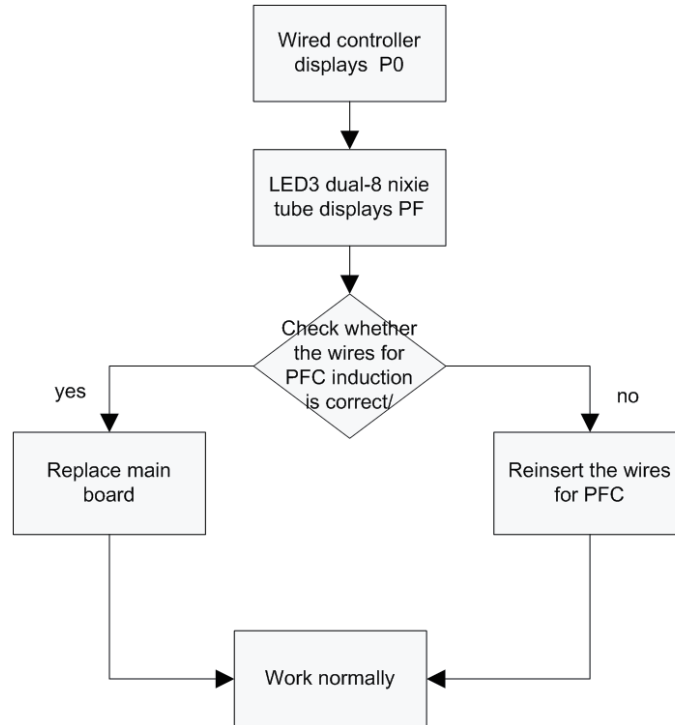 Wired controller
displays P0
LED3 dual-8 nixie
tube displays PF
Check whether
the wires for
PFC induction
is correct/
yes
no
Replace main
board
Reinsert the wires
for PFC
Work normally